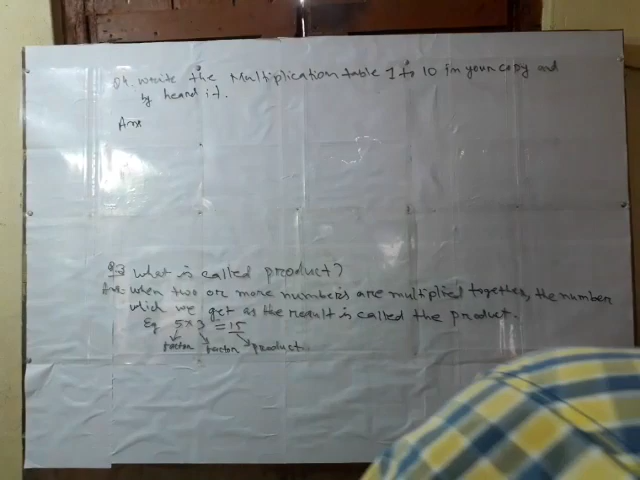 Q4. Write the Multiplication table 1 to 10 in your copy and
by heard it.
Ans
Q3 What is called product?
Ans When two or more numbers are multiplied together, the number
which we get as the result is called the product.
Eg 5 x 3 = 15
Factor Factor Product